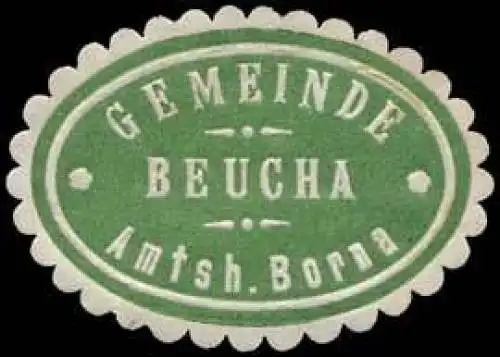 GEMEINDE
BEUCHA
Amtsh. Borna